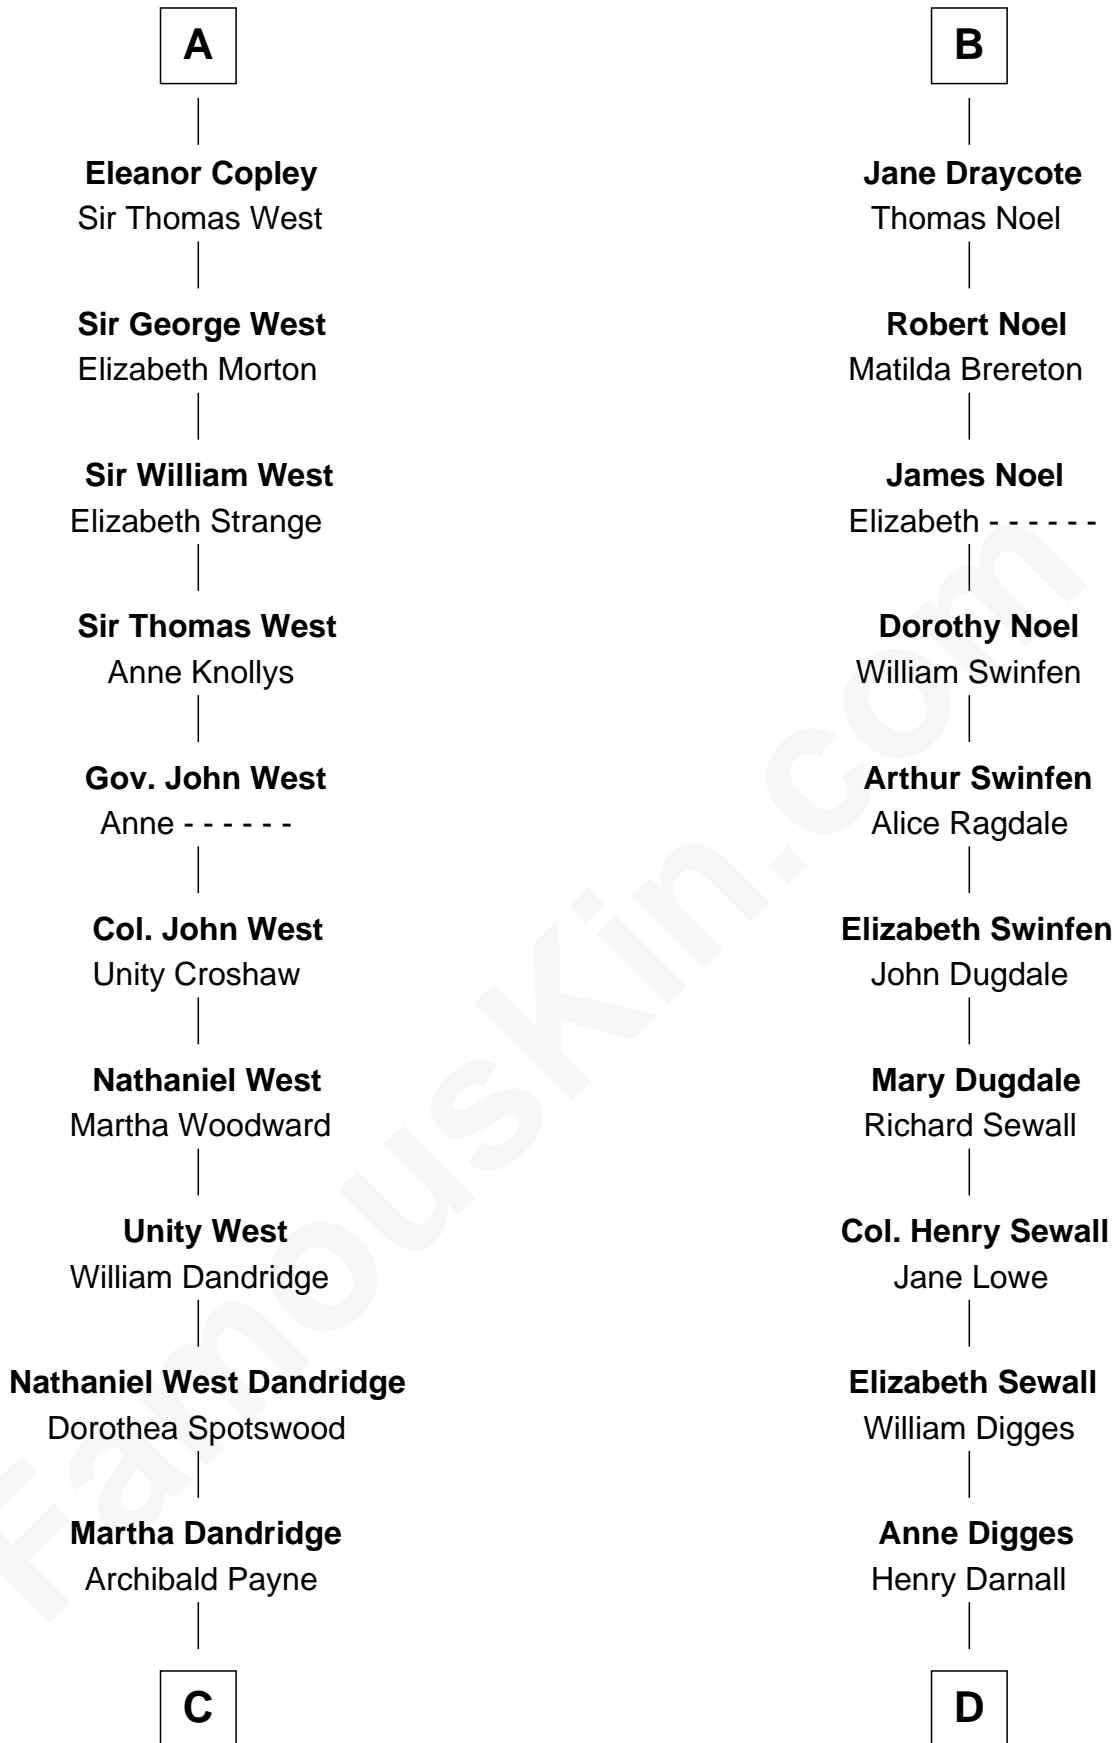 A
Eleanor Copley
Sir Thomas West
Sir George West
Elizabeth Morton
Sir William West
Elizabeth Strange
Sir Thomas West
Anne Knollys
Gov. John West
Anne - - - - - -
Col. John West
Unity Croshaw
Nathaniel West
Martha Woodward
Unity West
William Dandridge
Nathaniel West Dandridge
Dorothea Spotswood
Martha Dandridge
Archibald Payne
C
B
Jane Draycote
Thomas Noel
Robert Noel
Matilda Brereton
James Noel
Elizabeth - - - - - -
Dorothy Noel
William Swinfen
Arthur Swinfen
Alice Ragdale
Elizabeth Swinfen
John Dugdale
Mary Dugdale
Richard Sewall
Col. Henry Sewall
Jane Lowe
Elizabeth Sewall
William Digges
Anne Digges
Henry Darnall
D
FamousKin.com